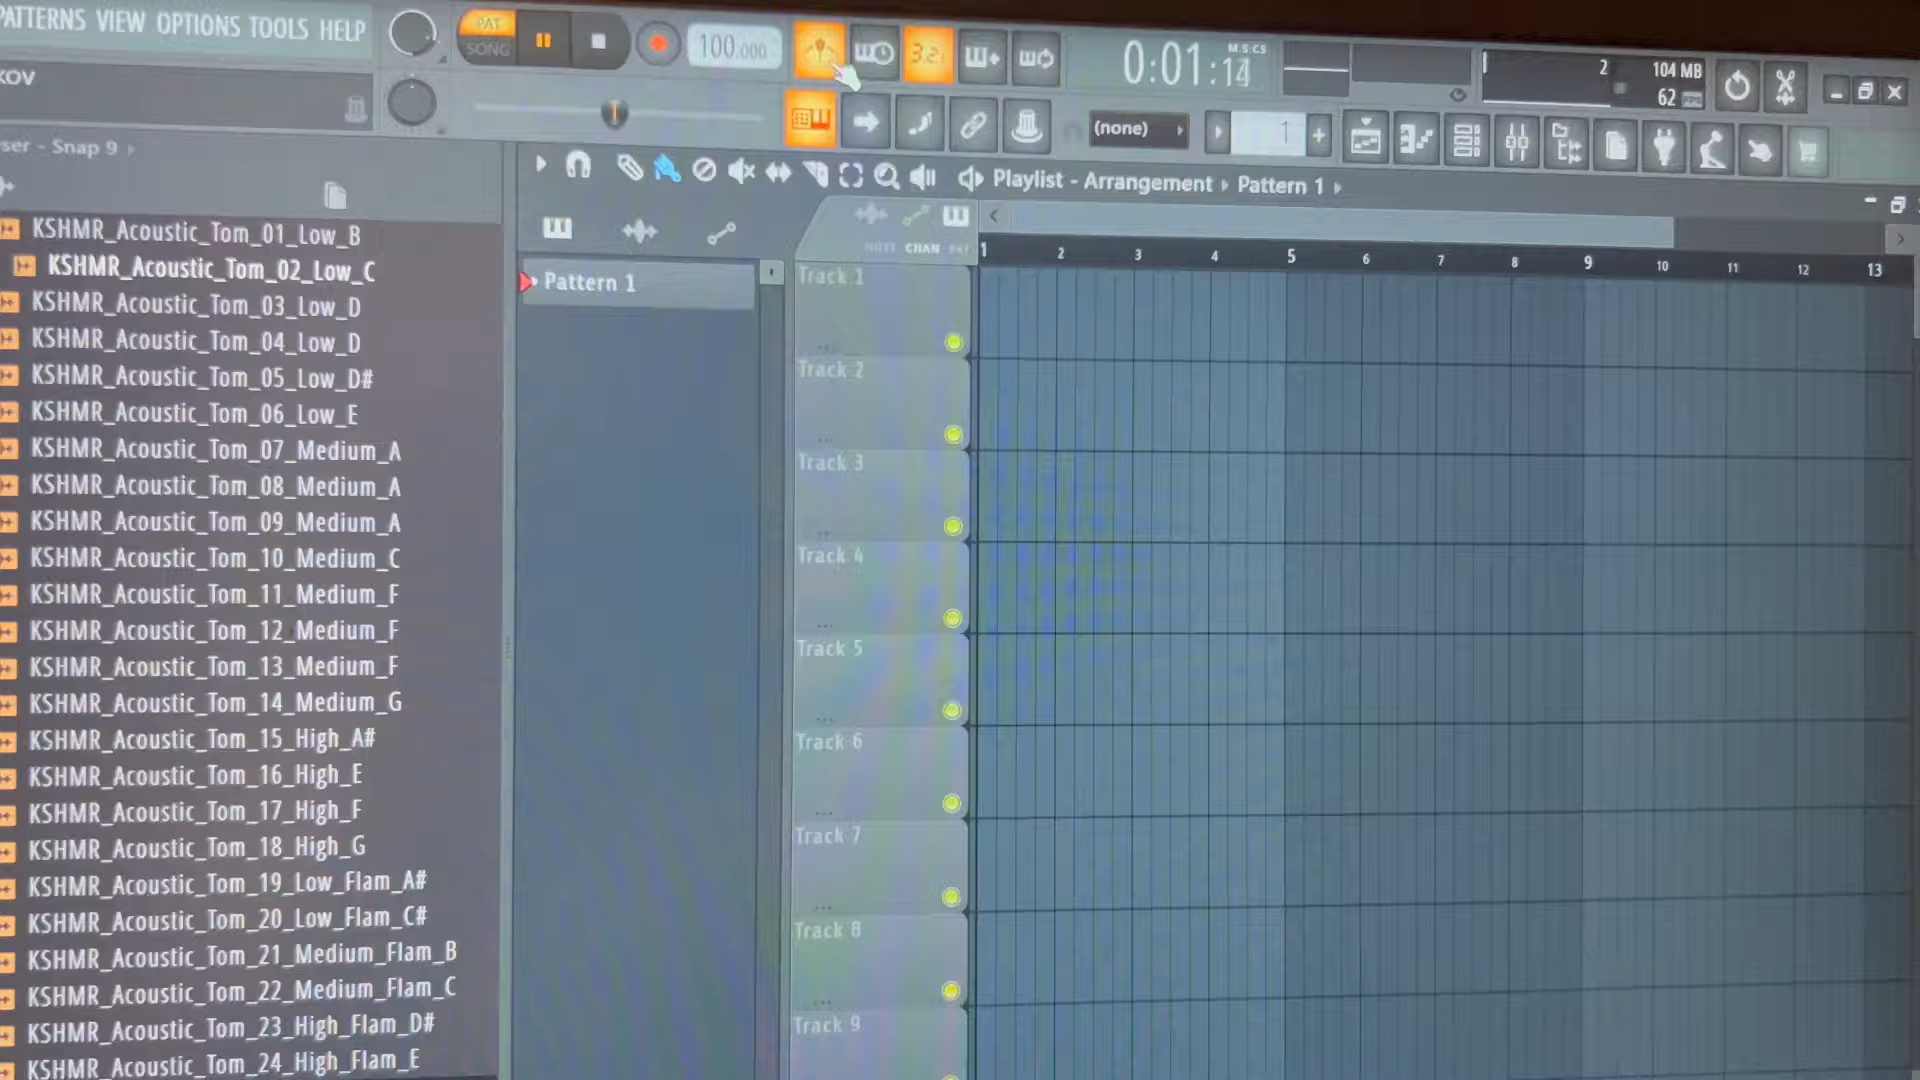 PATTERNS VIEW OPTIONS TOOLS HELP
PAT
SONG
100.000
3.2
0:01:14
M:S:CS
2
104 MB
62
KOV
(none)
1
ser - Snap 9
Playlist - Arrangement
Pattern 1
CHAN
PAT
1 2 3 4 5 6 7 8 9 10 11 12 13
Pattern 1
KSHMR_Acoustic_Tom_01_Low_B
KSHMR_Acoustic_Tom_02_Low_C
KSHMR_Acoustic_Tom_03_Low_D
KSHMR_Acoustic_Tom_04_Low_D
KSHMR_Acoustic_Tom_05_Low_D#
KSHMR_Acoustic_Tom_06_Low_E
KSHMR_Acoustic_Tom_07_Medium_A
KSHMR_Acoustic_Tom_08_Medium_A
KSHMR_Acoustic_Tom_09_Medium_A
KSHMR_Acoustic_Tom_10_Medium_C
KSHMR_Acoustic_Tom_11_Medium_F
KSHMR_Acoustic_Tom_12_Medium_F
KSHMR_Acoustic_Tom_13_Medium_F
KSHMR_Acoustic_Tom_14_Medium_G
KSHMR_Acoustic_Tom_15_High_A#
KSHMR_Acoustic_Tom_16_High_E
KSHMR_Acoustic_Tom_17_High_F
KSHMR_Acoustic_Tom_18_High_G
KSHMR_Acoustic_Tom_19_Low_Flam_A#
KSHMR_Acoustic_Tom_20_Low_Flam_C#
KSHMR_Acoustic_Tom_21_Medium_Flam_B
KSHMR_Acoustic_Tom_22_Medium_Flam_C
KSHMR_Acoustic_Tom_23_High_Flam_D#
KSHMR_Acoustic_Tom_24_High_Flam_E
Track 1
Track 2
Track 3
Track 4
Track 5
Track 6
Track 7
Track 8
Track 9